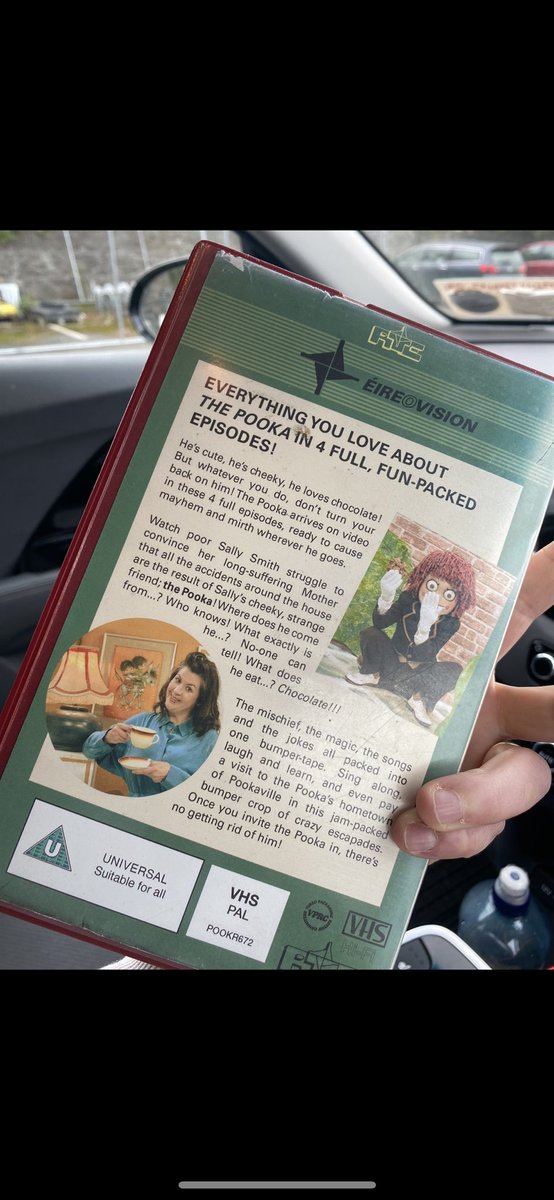 RTE
ÉIRE VISION
EVERYTHING YOU LOVE ABOUT
THE POOKA IN 4 FULL, FUN-PACKED
EPISODES!
He's cute, he's cheeky, he loves chocolate!
But whatever you do, don't turn your
back on him! The Pooka arrives on video
in these 4 full episodes, ready to cause
mayhem and mirth wherever he goes.
Watch poor Sally Smith struggle to
convince her long-suffering Mother
that all the accidents around the house
are the result of Sally's cheeky, strange
friend; the Pooka! Where does he come
from...? Who knows! What exactly is
he...? No-one can
tell! What does
he eat...? Chocolate!!!
The mischief, the magic, the songs
and the jokes all packed into
one bumper-tape. Sing along,
laugh and learn, and even pay
a visit to the Pooka's hometown
of Pookaville in this jam-packed
bumper crop of crazy escapades.
Once you invite the Pooka in, there's
no getting rid of him!
U
UNIVERSAL
Suitable for all
VHS
PAL
POOKR672
VPRC
VHS
HI-FI